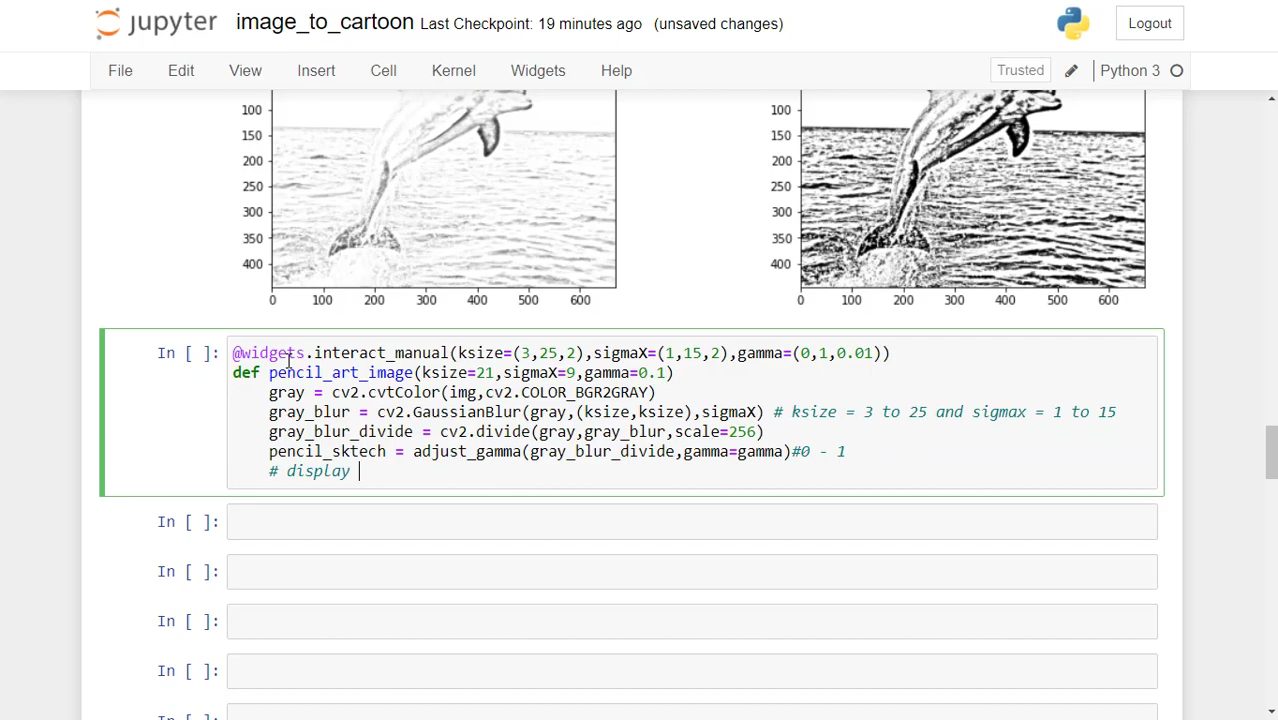 jupyter image_to_cartoon Last Checkpoint: 19 minutes ago (unsaved changes) Logout
File Edit View Insert Cell Kernel Widgets Help Trusted Python 3
100 100
150 150
200 200
250 250
300 300
350 350
400 400
0 100 200 300 400 500 600 0 100 200 300 400 500 600
In [ ]: @widgets.interact_manual(ksize=(3,25,2),sigmaX=(1,15,2),gamma=(0,1,0.01))
def pencil_art_image(ksize=21,sigmaX=9,gamma=0.1)
gray = cv2.cvtColor(img,cv2.COLOR_BGR2GRAY)
gray_blur = cv2.GaussianBlur(gray,(ksize,ksize),sigmaX) # ksize = 3 to 25 and sigmax = 1 to 15
gray_blur_divide = cv2.divide(gray,gray_blur,scale=256)
pencil_sktech = adjust_gamma(gray_blur_divide,gamma=gamma)#0 - 1
# display
In [ ]:
In [ ]:
In [ ]:
In [ ]: